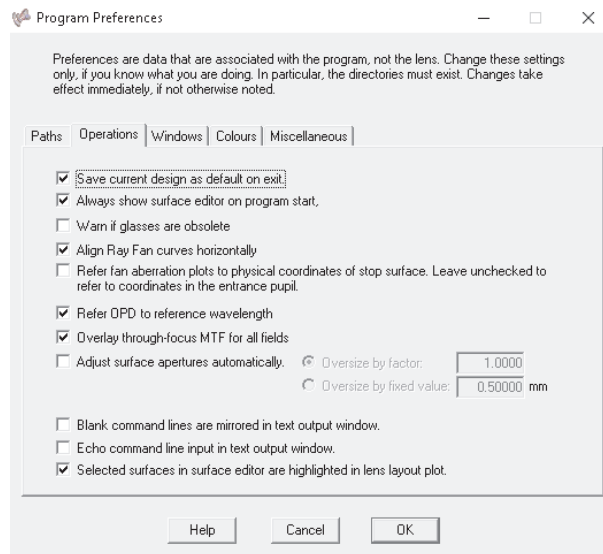 Program Preferences
Preferences are data that are associated with the program, not the lens. Change these settings
only, if you know what you are doing. In particular, the directories must exist. Changes take
effect immediately, if not otherwise noted.
Paths Operations Windows Colours Miscellaneous
Save current design as default on exit.
Always show surface editor on program start,
Warn if glasses are obsolete
Align Ray Fan curves horizontally
Refer fan aberration plots to physical coordinates of stop surface. Leave unchecked to
refer to coordinates in the entrance pupil.
Refer OPD to reference wavelength
Overlay through-focus MTF for all fields
Adjust surface apertures automatically. Oversize by factor: 1.0000
Oversize by fixed value: 0.50000 mm
Blank command lines are mirrored in text output window.
Echo command line input in text output window.
Selected surfaces in surface editor are highlighted in lens layout plot.
Help Cancel OK